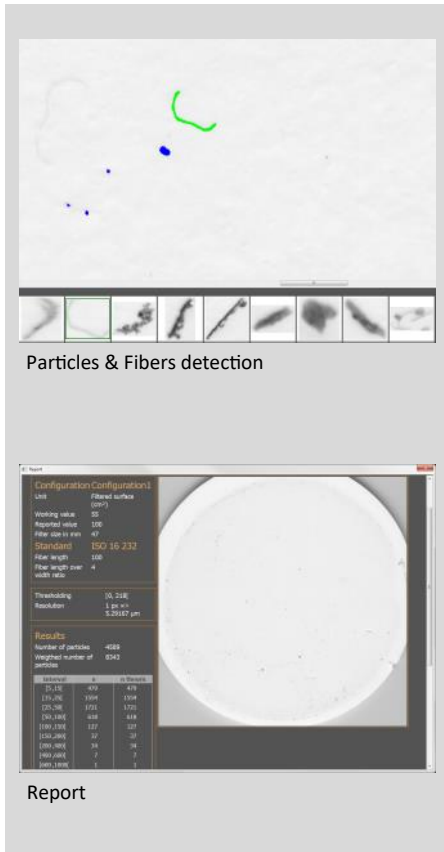 Particles & Fibers detection
Report
Configuration Configuration1
Unit Filtered surface (cm²)
Working value 55
Reported value 100
Filter size in mm 47
Standard ISO 16 232
Fiber length 100
Fiber length over width ratio 4
Thresholding [0, 218[
Resolution 1 px => 5.29167 µm
Results
Number of particles 4089
Weigthed number of particles 8343
Interval
[5,15[ 479 479
[15,25[ 1554 1554
[25,50[ 1721 1721
[50,100[ 618 618
[100,150[ 127 127
[150,200[ 37 37
[200,400[ 34 34
[400,600[ 7 7
[600,1000[ 1 1
Report